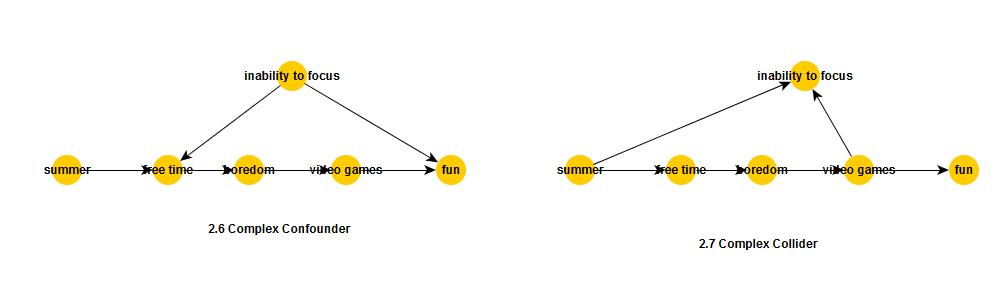 inability to focus
summer
free time
boredom
video games
fun
2.6 Complex Confounder
inability to focus
summer
free time
boredom
video games
fun
2.7 Complex Collider